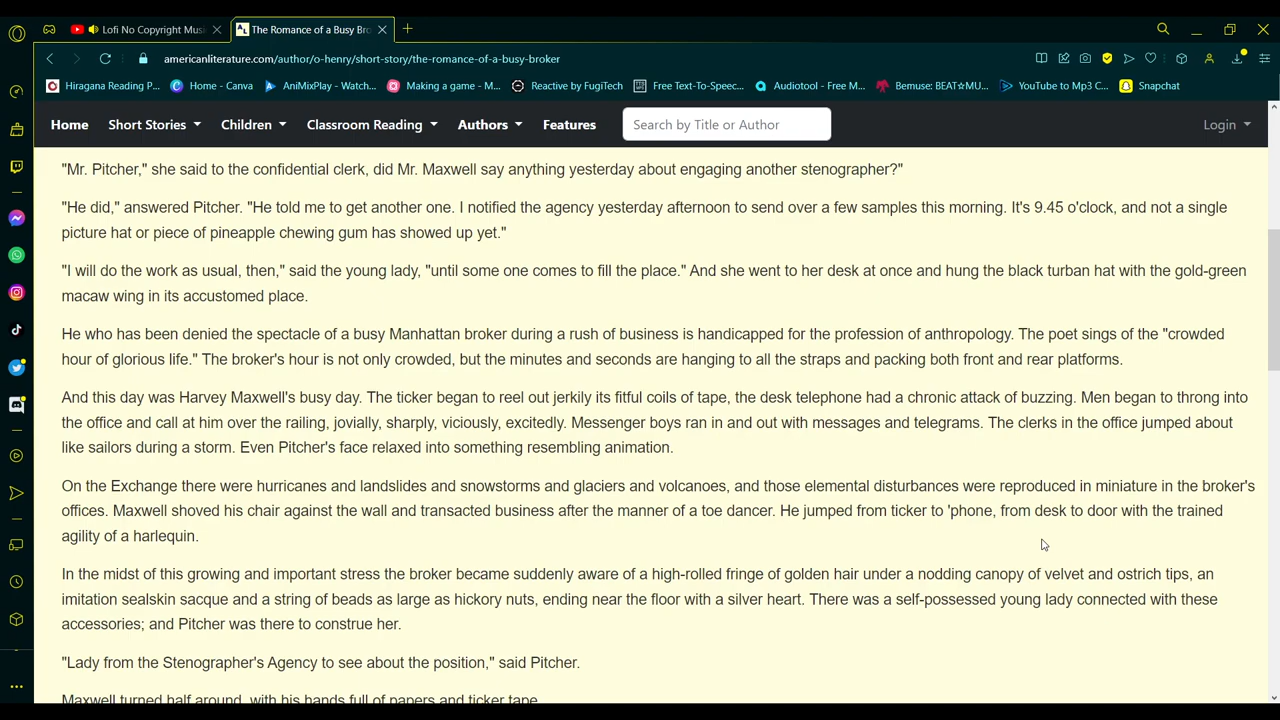 Lofi No Copyright Musi
The Romance of a Busy Bro
americanliterature.com/author/o-henry/short-story/the-romance-of-a-busy-broker
Hiragana Reading P...
Home - Canva
AniMixPlay - Watch...
Making a game - M...
Reactive by FugiTech
Free Text-To-Speec...
Audiotool - Free M...
Bemuse: BEAT☆MU...
YouTube to Mp3 C...
Snapchat
Home Short Stories Children Classroom Reading Authors Features Search by Title or Author Login
"Mr. Pitcher," she said to the confidential clerk, did Mr. Maxwell say anything yesterday about engaging another stenographer?"
"He did," answered Pitcher. "He told me to get another one. I notified the agency yesterday afternoon to send over a few samples this morning. It's 9.45 o'clock, and not a single
picture hat or piece of pineapple chewing gum has showed up yet."
"I will do the work as usual, then," said the young lady, "until some one comes to fill the place." And she went to her desk at once and hung the black turban hat with the gold-green
macaw wing in its accustomed place.
He who has been denied the spectacle of a busy Manhattan broker during a rush of business is handicapped for the profession of anthropology. The poet sings of the "crowded
hour of glorious life." The broker's hour is not only crowded, but the minutes and seconds are hanging to all the straps and packing both front and rear platforms.
And this day was Harvey Maxwell's busy day. The ticker began to reel out jerkily its fitful coils of tape, the desk telephone had a chronic attack of buzzing. Men began to throng into
the office and call at him over the railing, jovially, sharply, viciously, excitedly. Messenger boys ran in and out with messages and telegrams. The clerks in the office jumped about
like sailors during a storm. Even Pitcher's face relaxed into something resembling animation.
On the Exchange there were hurricanes and landslides and snowstorms and glaciers and volcanoes, and those elemental disturbances were reproduced in miniature in the broker's
offices. Maxwell shoved his chair against the wall and transacted business after the manner of a toe dancer. He jumped from ticker to 'phone, from desk to door with the trained
agility of a harlequin.
In the midst of this growing and important stress the broker became suddenly aware of a high-rolled fringe of golden hair under a nodding canopy of velvet and ostrich tips, an
imitation sealskin sacque and a string of beads as large as hickory nuts, ending near the floor with a silver heart. There was a self-possessed young lady connected with these
accessories; and Pitcher was there to construe her.
"Lady from the Stenographer's Agency to see about the position," said Pitcher.
Maxwell turned half around, with his hands full of papers and ticker tape.